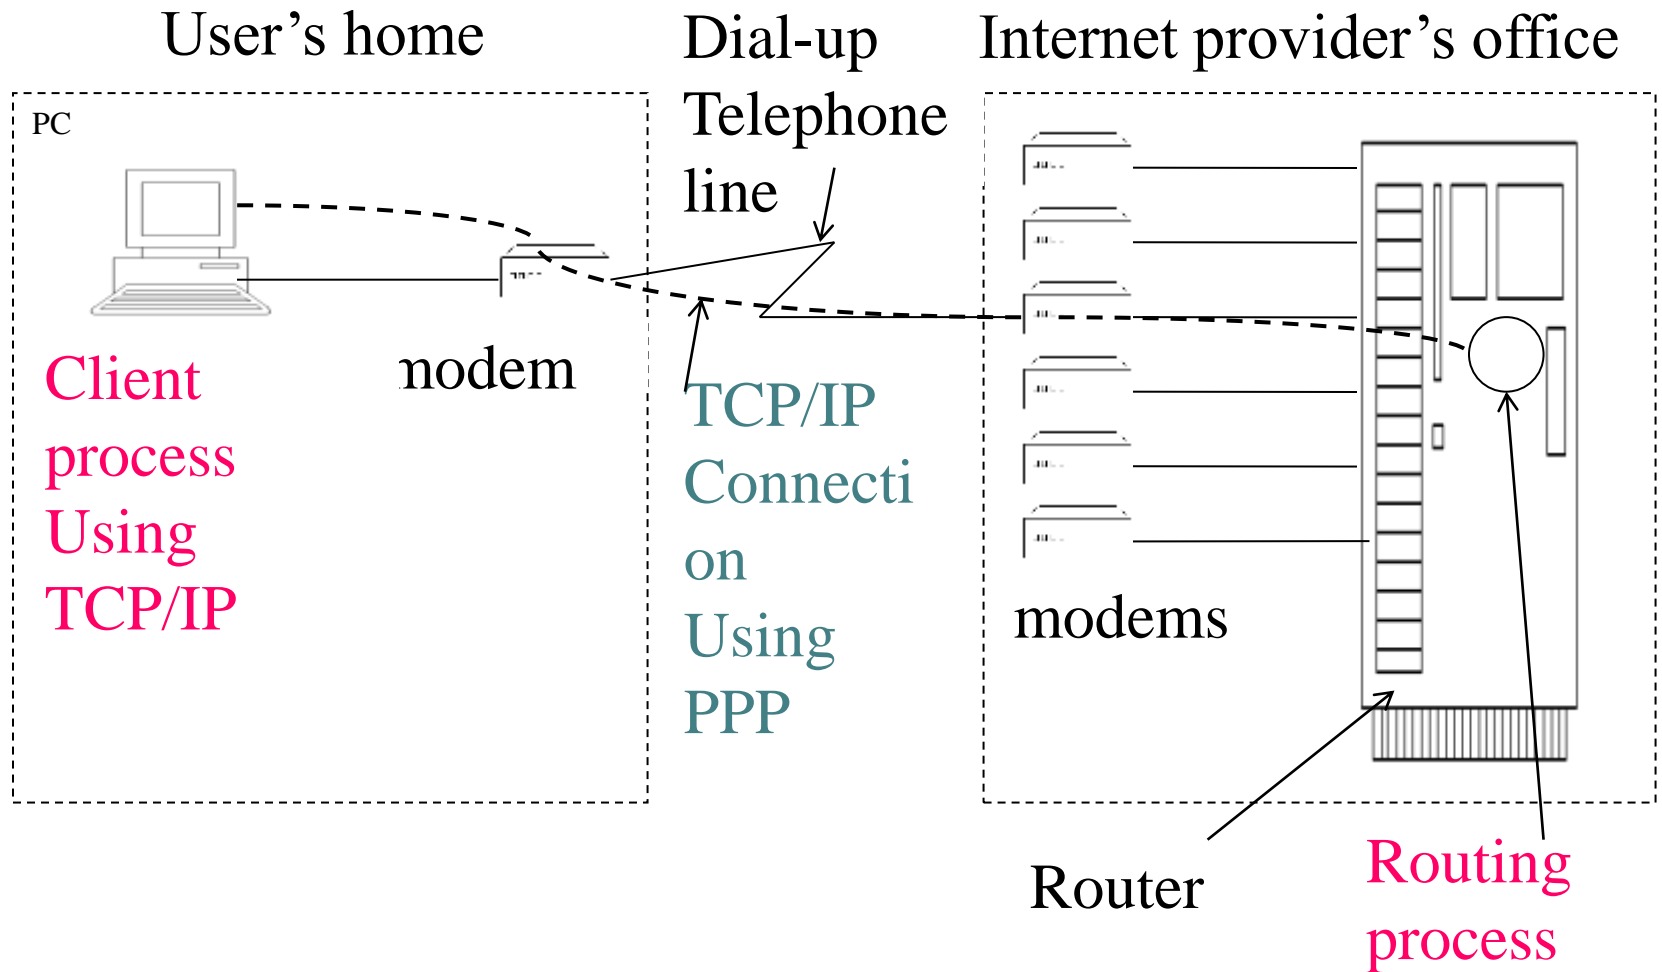 User’s home
Dial-up
Telephone
line
Internet provider’s office
PC
Client
process
Using
TCP/IP
modem
TCP/IP
Connecti
on
Using
PPP
modems
Router
Routing
process